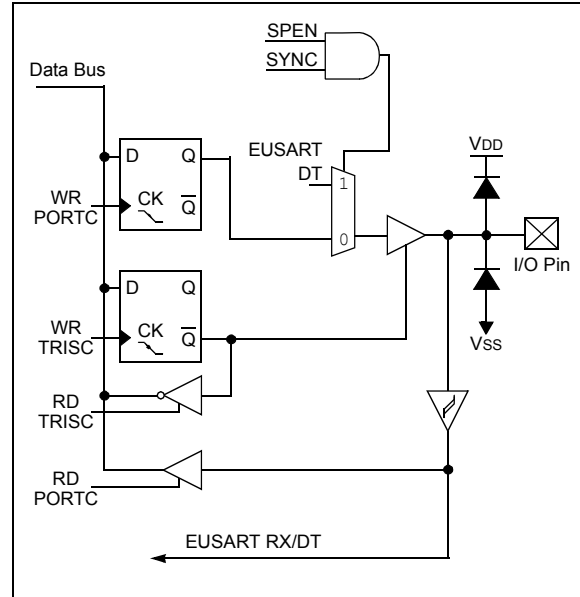 SPEN
SYNC
Data Bus
D Q
EUSART
DT
1
VDD
WR
PORTC
CK
Q
0
I/O Pin
D Q
WR
TRISC
CK
Q
VSS
RD
TRISC
RD
PORTC
EUSART RX/DT